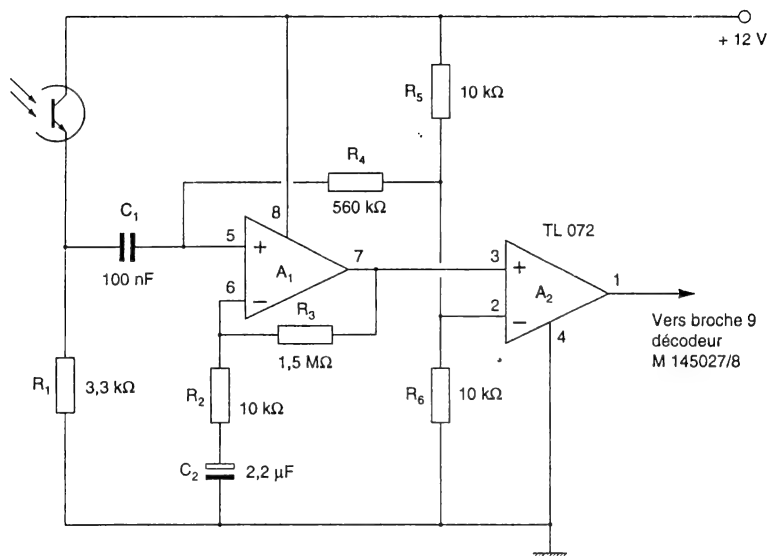 + 12 V
R5
10 kΩ
R4
560 kΩ
C1
100 nF
8
5
+
A1
7
6
−
R3
1,5 MΩ
TL 072
3
+
A2
1
2
−
4
Vers broche 9
décodeur
M 145027/8
R1
3,3 kΩ
R2
10 kΩ
R6
10 kΩ
C2
2,2 µF